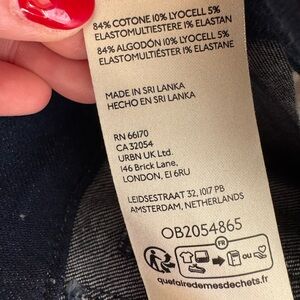 84% COTONE 10% LYOCELL 5%
ELASTOMULTIESTERE 1% ELASTAN
84% ALGODÓN 10% LYOCELL 5%
ELASTOMULTIÉSTER 1% ELASTANE
MADE IN SRI LANKA
HECHO EN SRI LANKA
RN 66170
CA 32054
URBN UK Ltd.
146 Brick Lane,
LONDON, E1 6RU
LEIDSESTRAAT 32, 1017 PB
AMSTERDAM, NETHERLANDS
OB2054865
FR
OU
quefairedemesdechets.fr